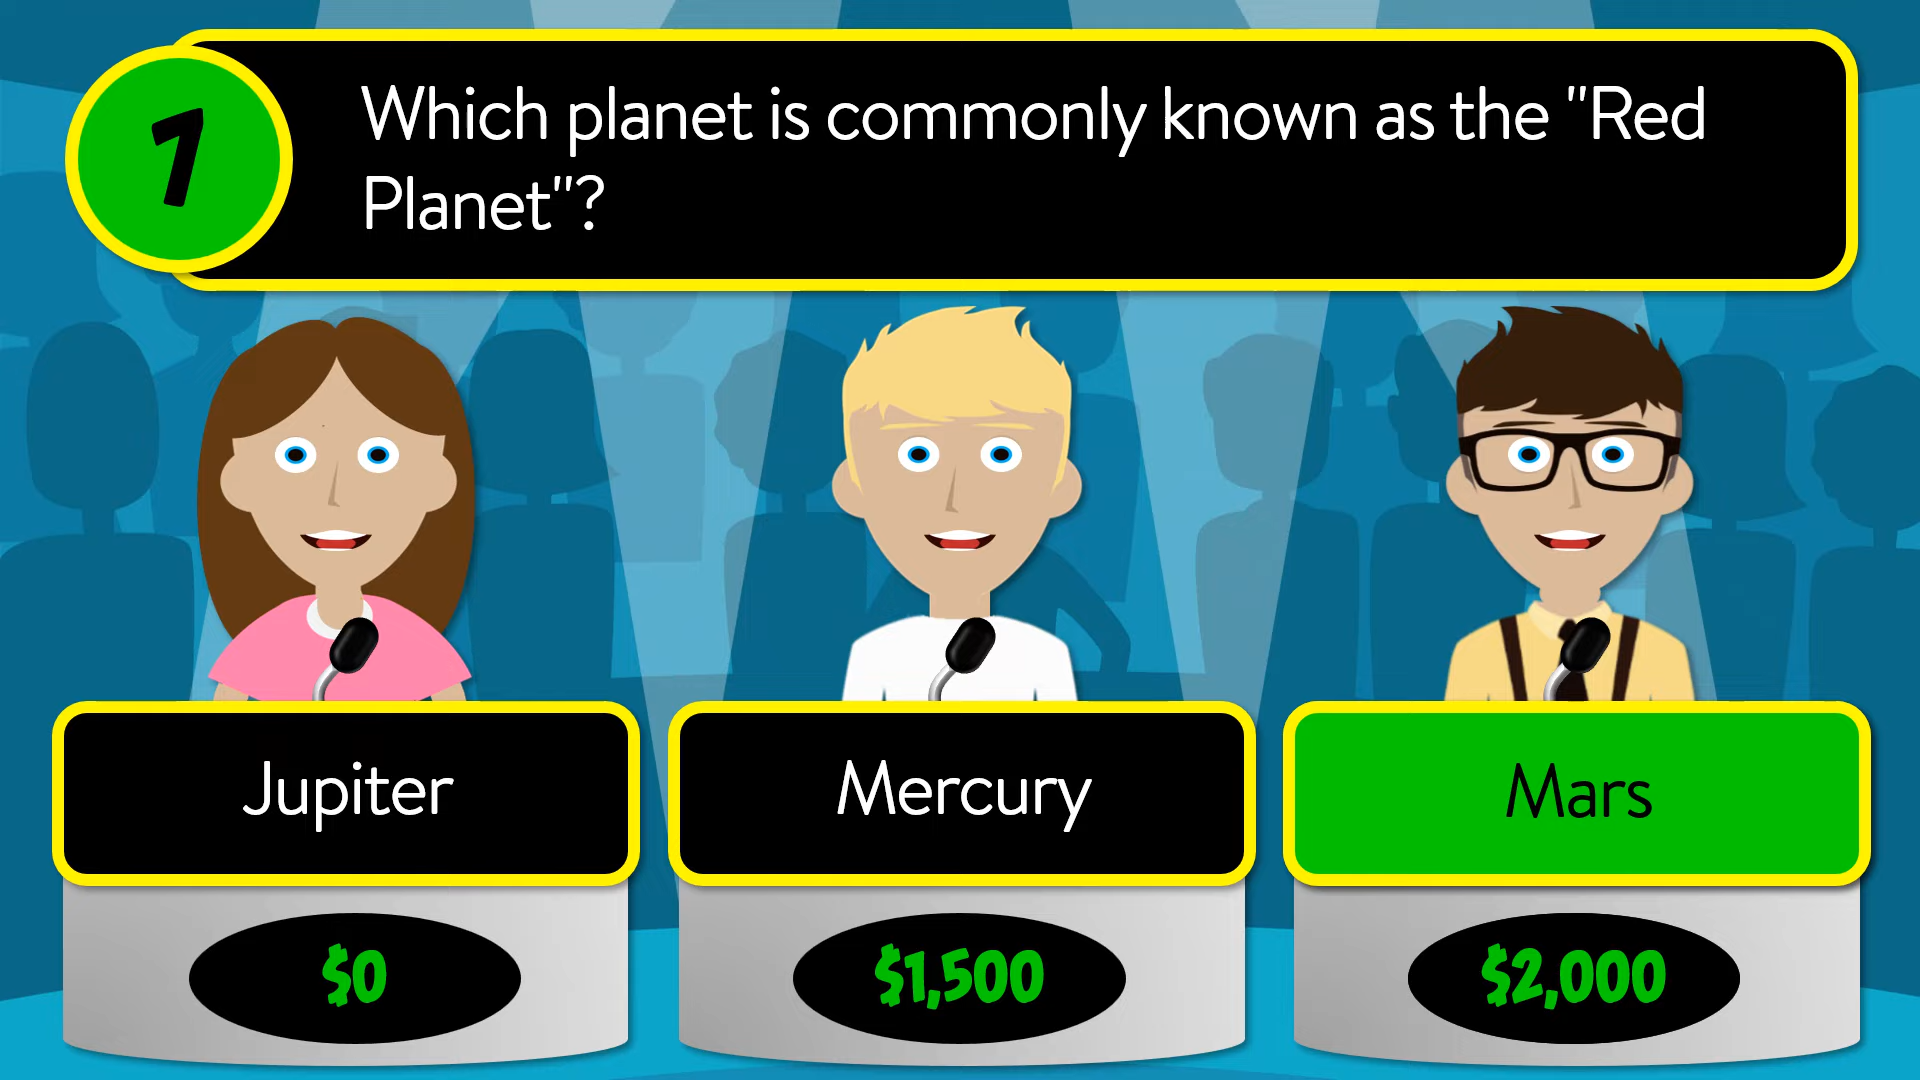 1
Which planet is commonly known as the "Red
Planet"?
Jupiter
Mercury
Mars
$0
$1,500
$2,000